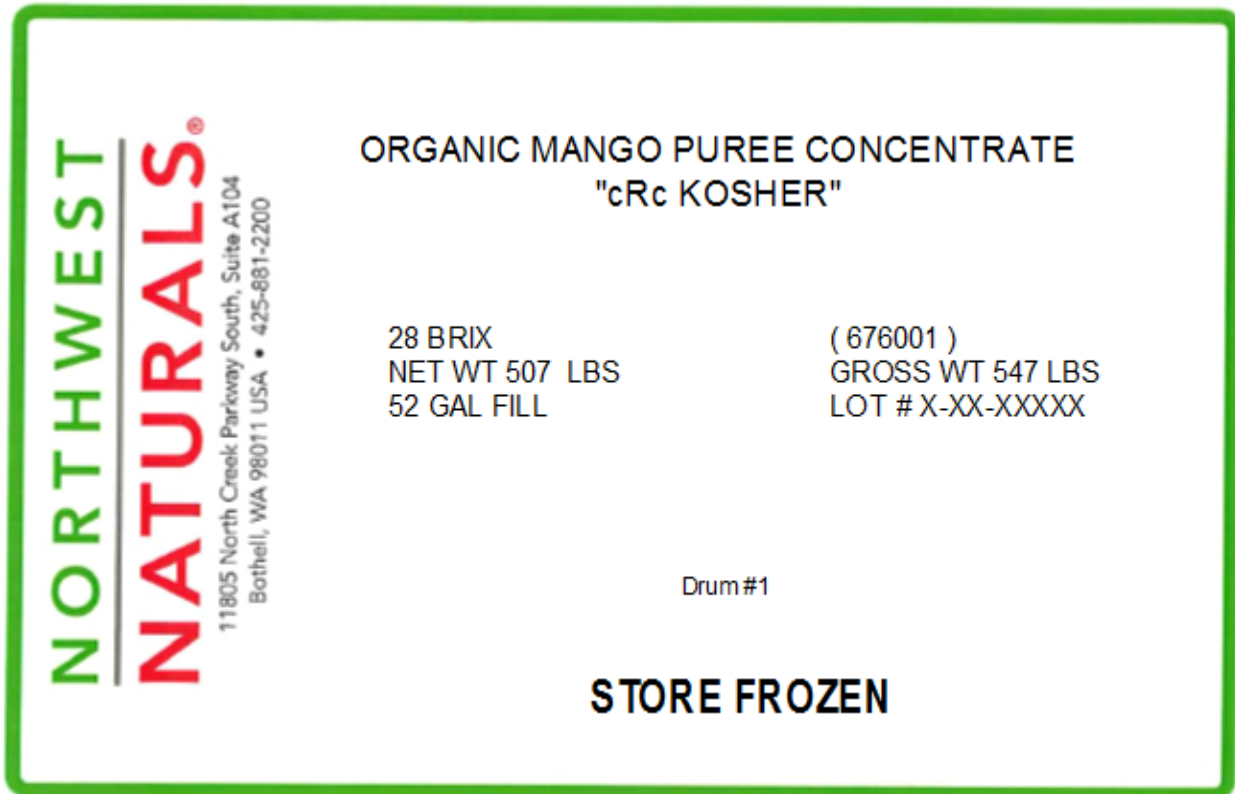 NORTHWEST
NATURALS®
11805 North Creek Parkway South, Suite A104
Bothell, WA 98011 USA • 425-881-2200
ORGANIC MANGO PUREE CONCENTRATE
"cRc KOSHER"
28 BRIX
NET WT 507 LBS
52 GAL FILL
( 676001 )
GROSS WT 547 LBS
LOT # X-XX-XXXXX
Drum #1
STORE FROZEN